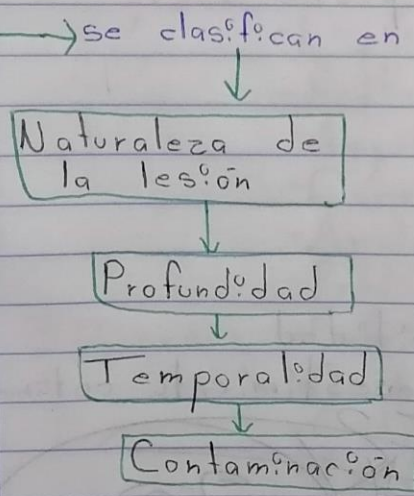 se clasifican en
Naturaleza de
la lesión
Profundidad
Temporalidad
Contaminación